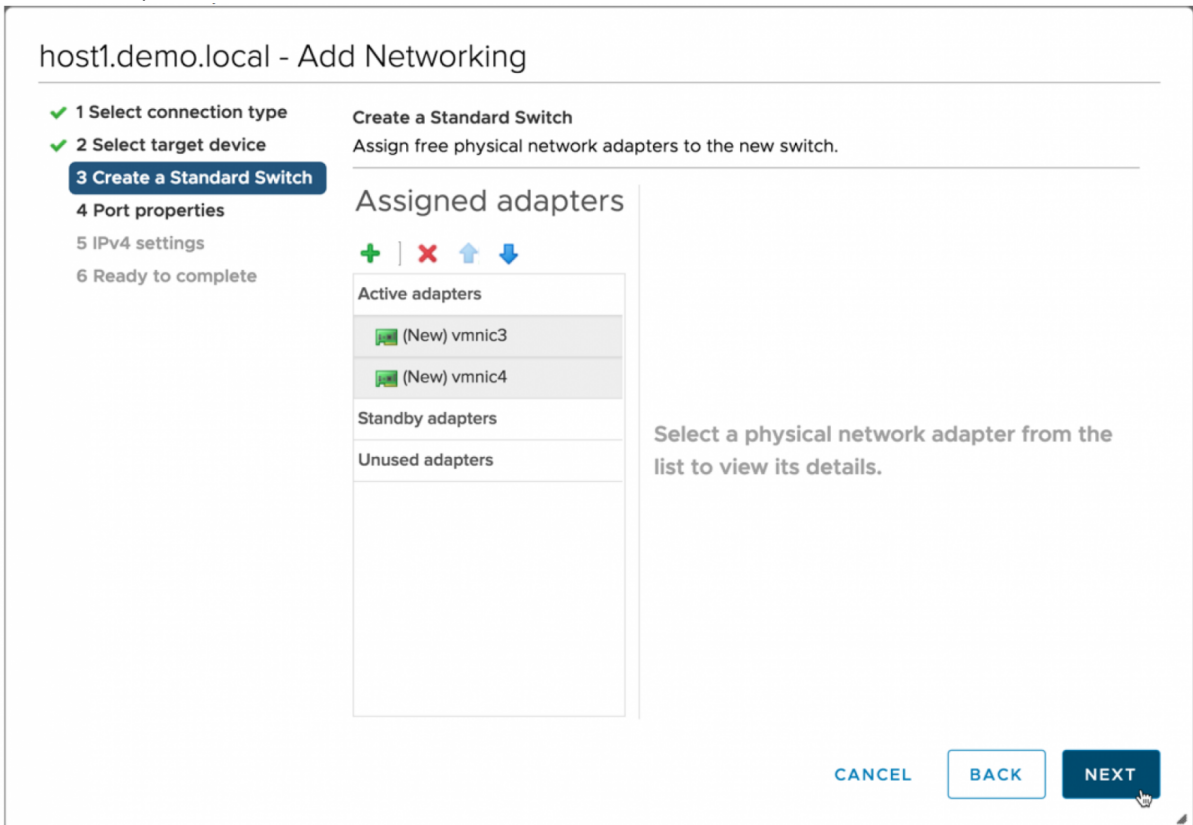 host1.demo.local - Add Networking
1 Select connection type
2 Select target device
3 Create a Standard Switch
4 Port properties
5 IPv4 settings
6 Ready to complete
Create a Standard Switch
Assign free physical network adapters to the new switch.
Assigned adapters
Active adapters
(New) vmnic3
(New) vmnic4
Standby adapters
Unused adapters
Select a physical network adapter from the
list to view its details.
CANCEL
BACK
NEXT